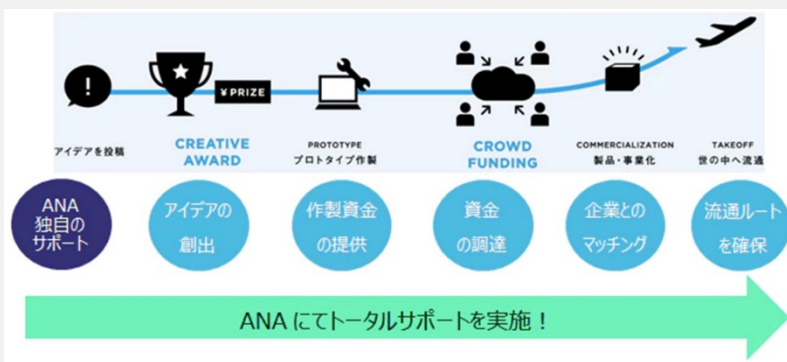 !
¥PRIZE
アイデアを投稿
CREATIVE
AWARD
PROTOTYPE
プロトタイプ作製
CROWD
FUNDING
COMMERCIALIZATION
製品・事業化
TAKEOFF
世の中へ流通
ANA
独自の
サポート
アイデアの
創出
作製資金
の提供
資金
の調達
企業との
マッチング
流通ルート
を確保
ANA にてトータルサポートを実施！